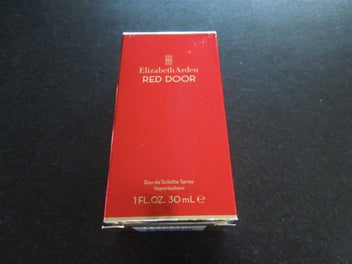 Elizabeth Arden
RED DOOR
Eau de Toilette Spray
Vaporisateur
1 FL.OZ. 30 mL ℮